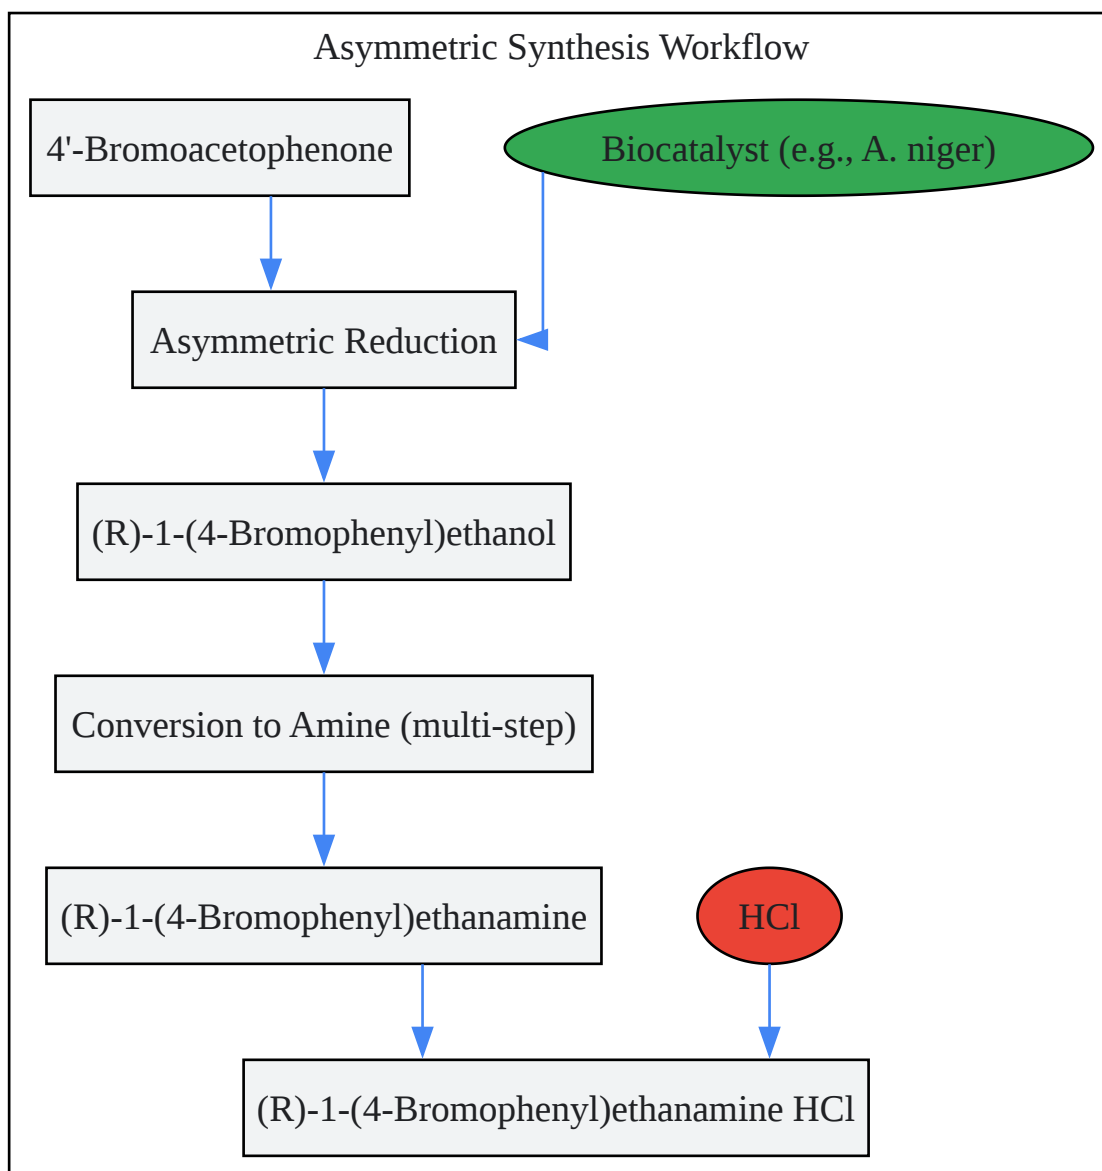 Asymmetric Synthesis Workflow
4'-Bromoacetophenone
Biocatalyst (e.g., A. niger)
Asymmetric Reduction
(R)-1-(4-Bromophenyl)ethanol
Conversion to Amine (multi-step)
(R)-1-(4-Bromophenyl)ethanamine
HCl
(R)-1-(4-Bromophenyl)ethanamine HCl